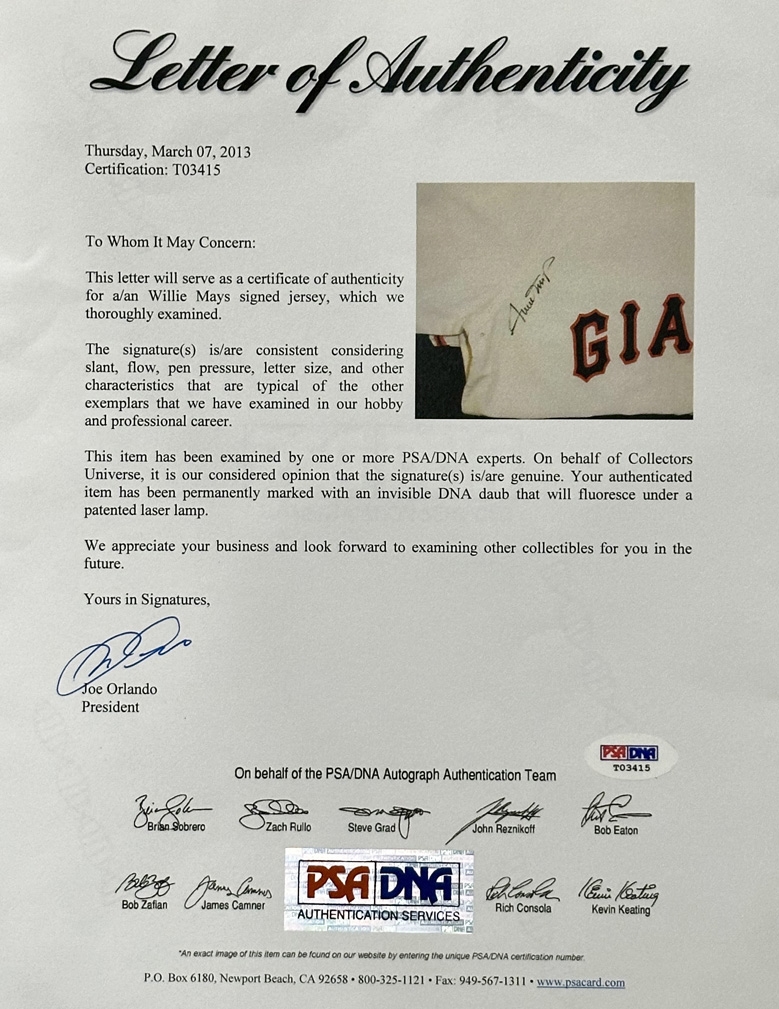 Letter of Authenticity
Thursday, March 07, 2013
Certification: T03415
To Whom It May Concern:
This letter will serve as a certificate of authenticity
for a/an Willie Mays signed jersey, which we
thoroughly examined.
The signature(s) is/are consistent considering
slant, flow, pen pressure, letter size, and other
characteristics that are typical of the other
exemplars that we have examined in our hobby
and professional career.
GIA
This item has been examined by one or more PSA/DNA experts. On behalf of Collectors
Universe, it is our considered opinion that the signature(s) is/are genuine. Your authenticated
item has been permanently marked with an invisible DNA daub that will fluoresce under a
patented laser lamp.
We appreciate your business and look forward to examining other collectibles for you in the
future.
Yours in Signatures,
Joe Orlando
President
PSA DNA
T03415
On behalf of the PSA/DNA Autograph Authentication Team
Brian Sobrero Zach Rullo Steve Grad John Reznikoff Bob Eaton
Bob Zafian James Camner Rich Consola Kevin Keating
PSA DNA
AUTHENTICATION SERVICES
*An exact image of this item can be found on our website by entering the unique PSA/DNA certification number.
P.O. Box 6180, Newport Beach, CA 92658 • 800-325-1121 • Fax: 949-567-1311 • www.psacard.com